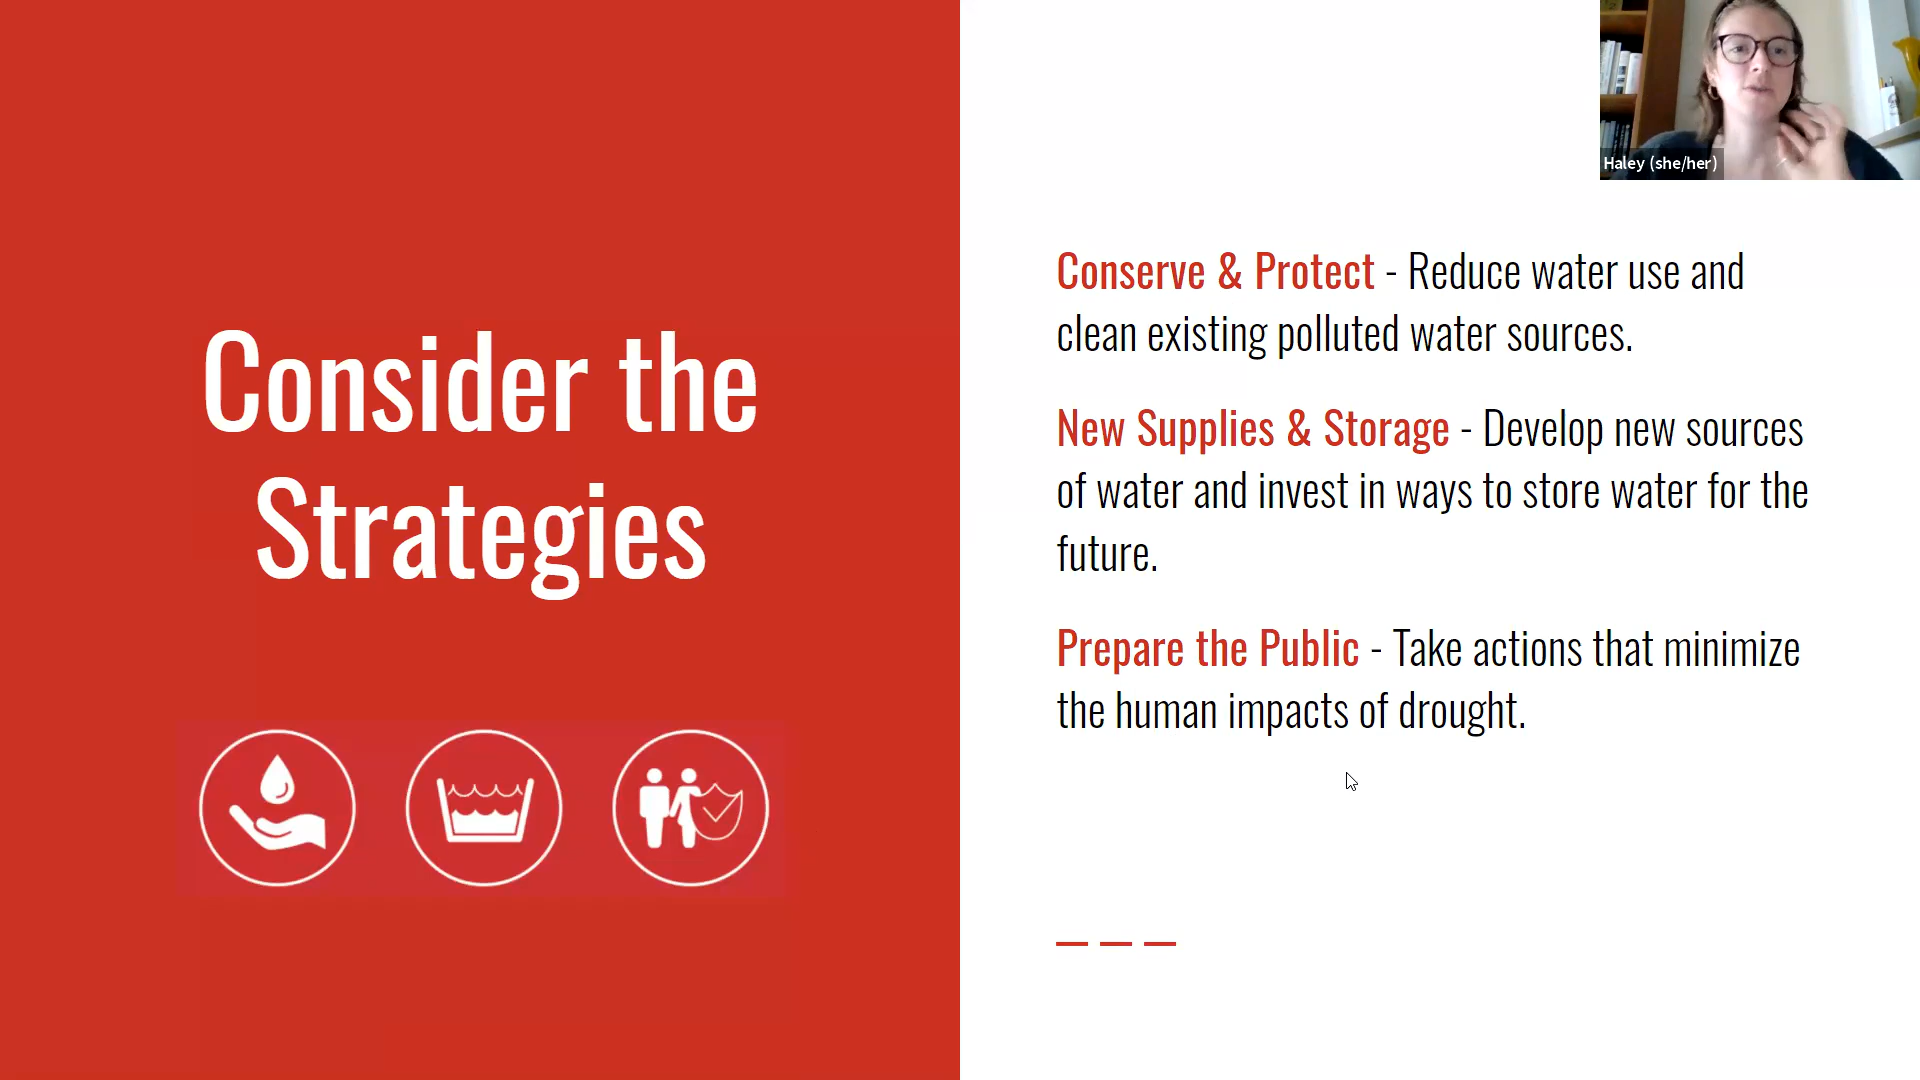 Consider the
Strategies
Haley (she/her)
Conserve & Protect - Reduce water use and
clean existing polluted water sources.
New Supplies & Storage - Develop new sources
of water and invest in ways to store water for the
future.
Prepare the Public - Take actions that minimize
the human impacts of drought.